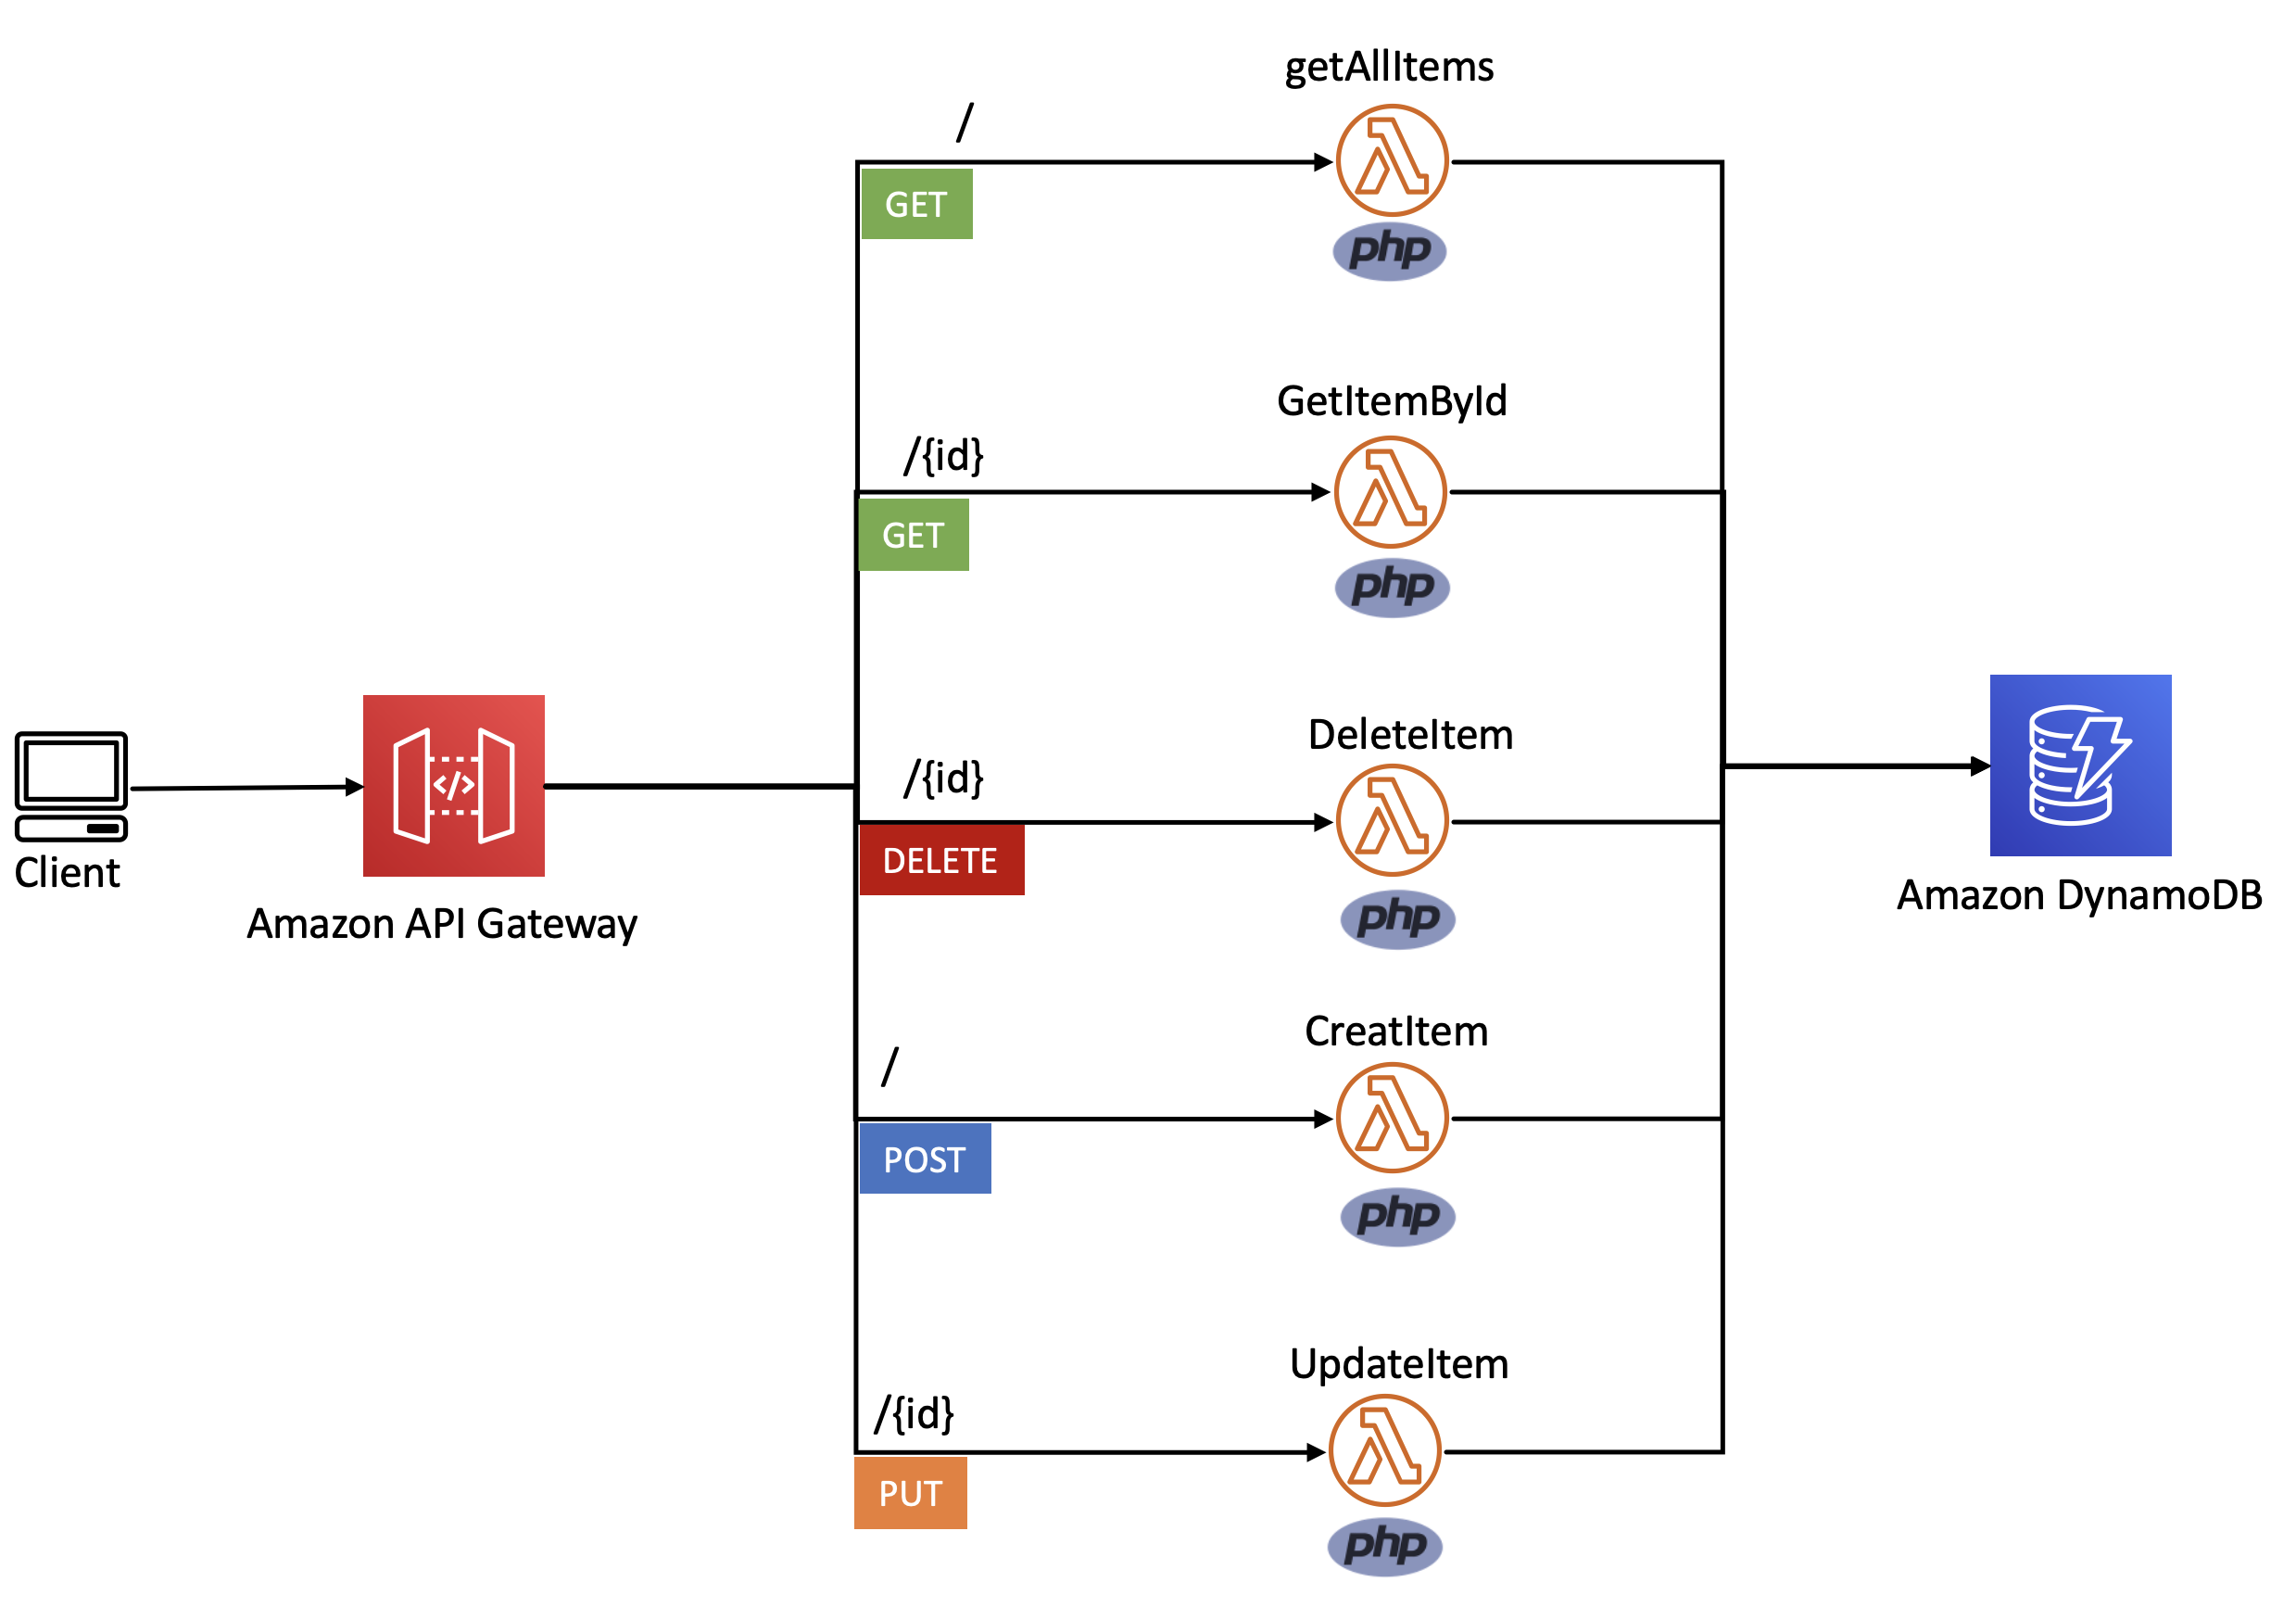 getAllItems
/
GET
php
GetItemById
/{id}
GET
php
DeleteItem
/{id}
DELETE
php
Client
Amazon API Gateway
</>
Amazon DynamoDB
CreatItem
/
POST
php
UpdateItem
/{id}
PUT
php